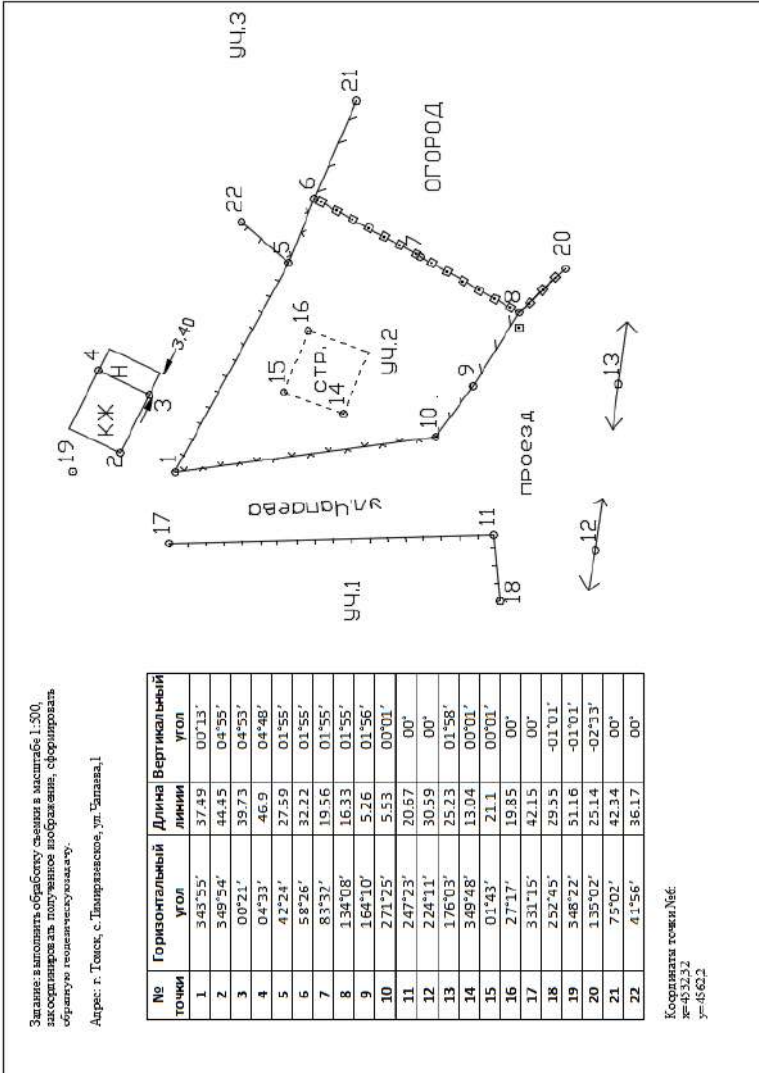 Задание: выполнить обработку съемки в масштабе 1:500,
закоординировать полученное изображение, сформировать
обратную геодезическую задачу.
Адрес: г. Томск, с. Тимирязевское, ул. Чапаева,1
№ точки Горизонтальный угол Длина линии Вертикальный угол
1 343°55' 37.49 00°13'
2 349°54' 44.45 04°55'
3 00°21' 39.73 04°53'
4 04°33' 46.9 04°48'
5 42°24' 27.59 01°55'
6 58°26' 32.22 01°55'
7 83°32' 19.56 01°55'
8 134°08' 16.33 01°55'
9 164°10' 5.26 01°56'
10 271°25' 5.53 00°01'
11 247°23' 20.67 00°
12 224°11' 30.59 00°
13 176°03' 25.23 01°58'
14 349°48' 13.04 00°01'
15 01°43' 21.1 00°01'
16 27°17' 19.85 00°
17 331°15' 42.15 00°
18 252°45' 29.55 -01°01'
19 348°22' 51.16 -01°01'
20 135°02' 25.14 -02°33'
21 75°02' 42.34 00°
22 41°56' 36.17 00°
Координаты точки №6:
x=45323.2
y=4562.2
19
КЖ
Н
4
2
3
3.40
уч.3
17
1
22
5
6
21
ул.Чапаева
15
16
СТР.
14
уч.2
7
ОГОРОД
уч.1
10
9
8
20
11
18
проезд
12
13